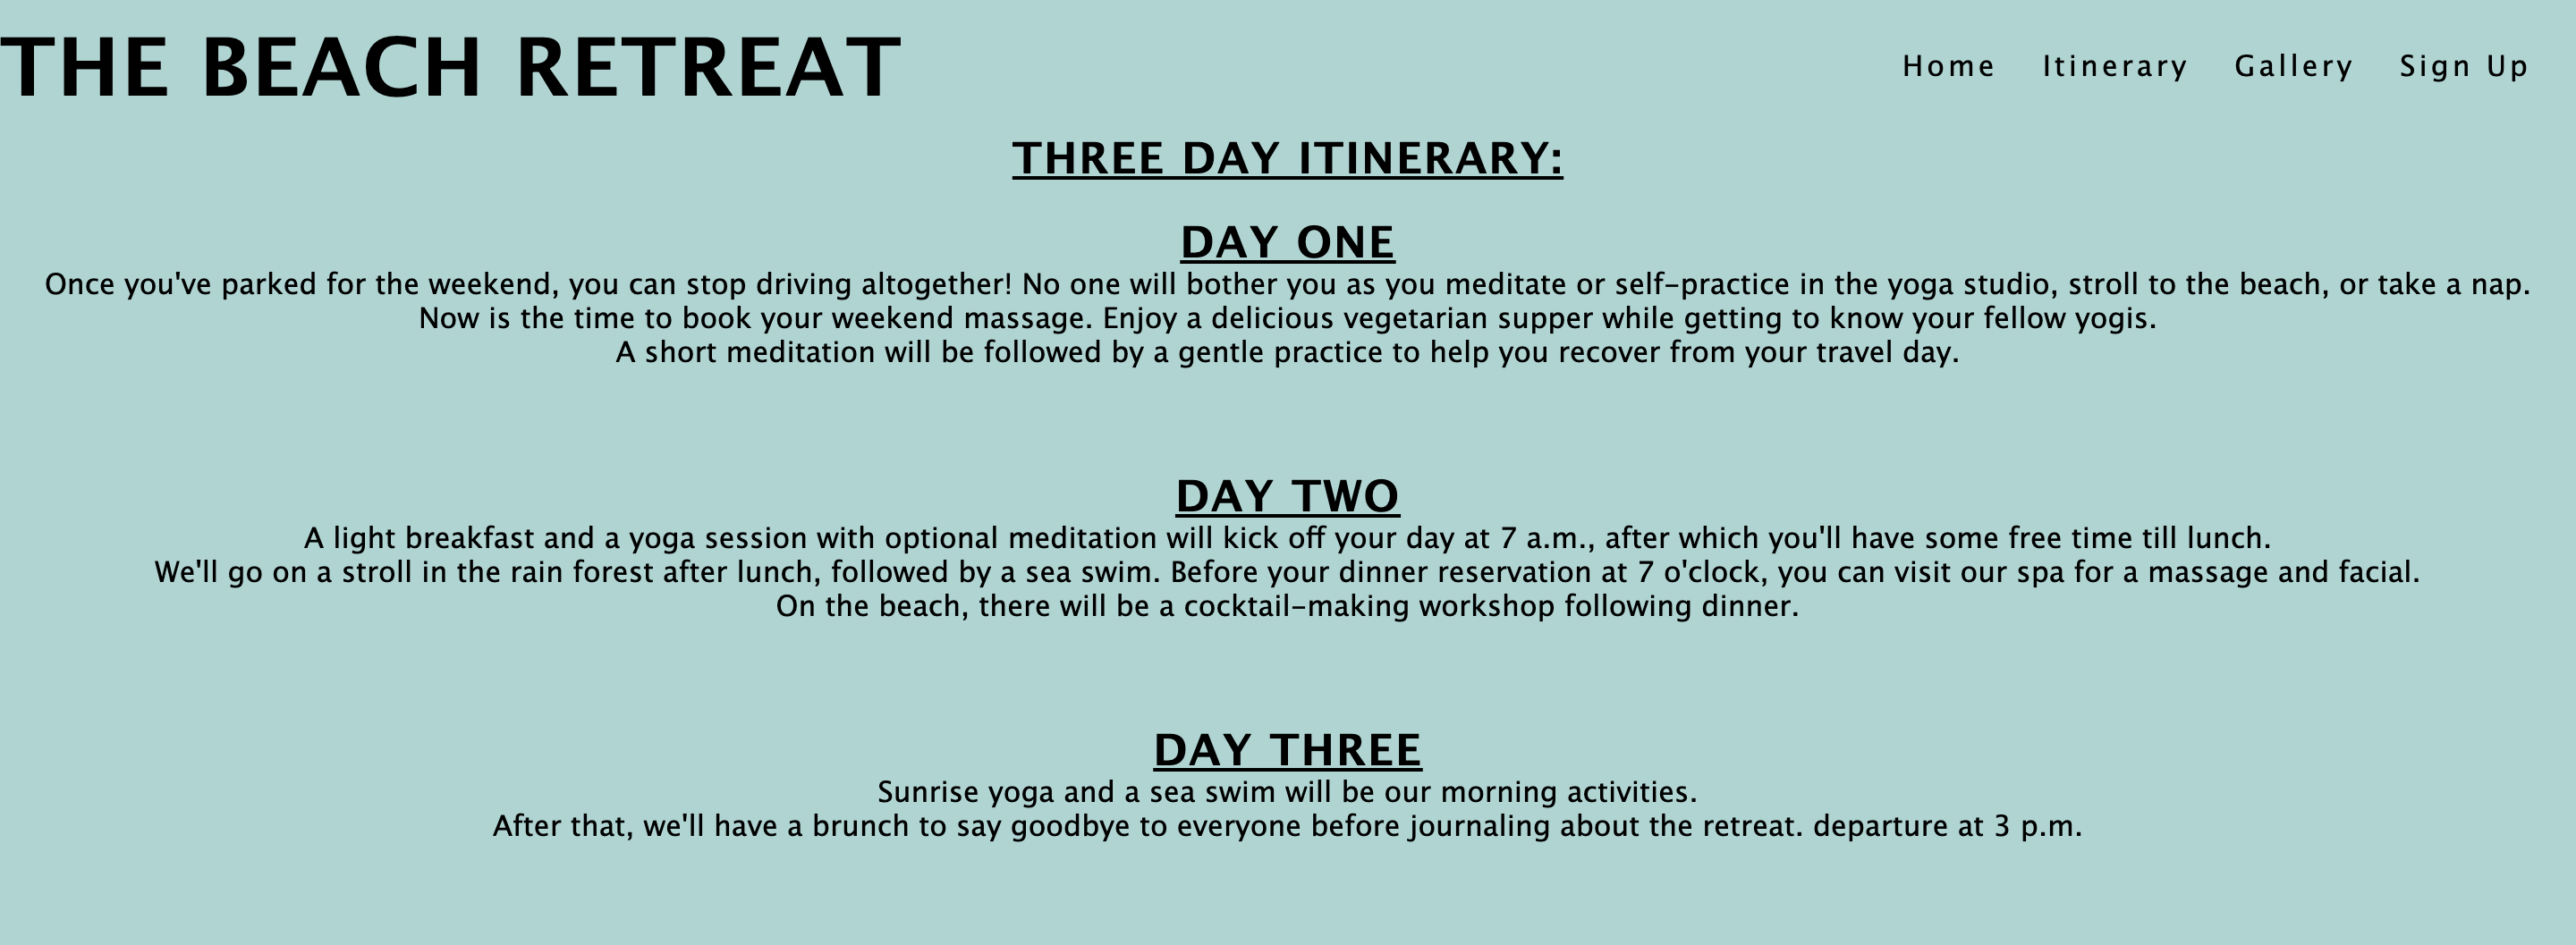 THE BEACH RETREAT
Home Itinerary Gallery Sign Up
THREE DAY ITINERARY:
DAY ONE
Once you've parked for the weekend, you can stop driving altogether! No one will bother you as you meditate or self-practice in the yoga studio, stroll to the beach, or take a nap.
Now is the time to book your weekend massage. Enjoy a delicious vegetarian supper while getting to know your fellow yogis.
A short meditation will be followed by a gentle practice to help you recover from your travel day.
DAY TWO
A light breakfast and a yoga session with optional meditation will kick off your day at 7 a.m., after which you'll have some free time till lunch.
We'll go on a stroll in the rain forest after lunch, followed by a sea swim. Before your dinner reservation at 7 o'clock, you can visit our spa for a massage and facial.
On the beach, there will be a cocktail-making workshop following dinner.
DAY THREE
Sunrise yoga and a sea swim will be our morning activities.
After that, we'll have a brunch to say goodbye to everyone before journaling about the retreat. departure at 3 p.m.